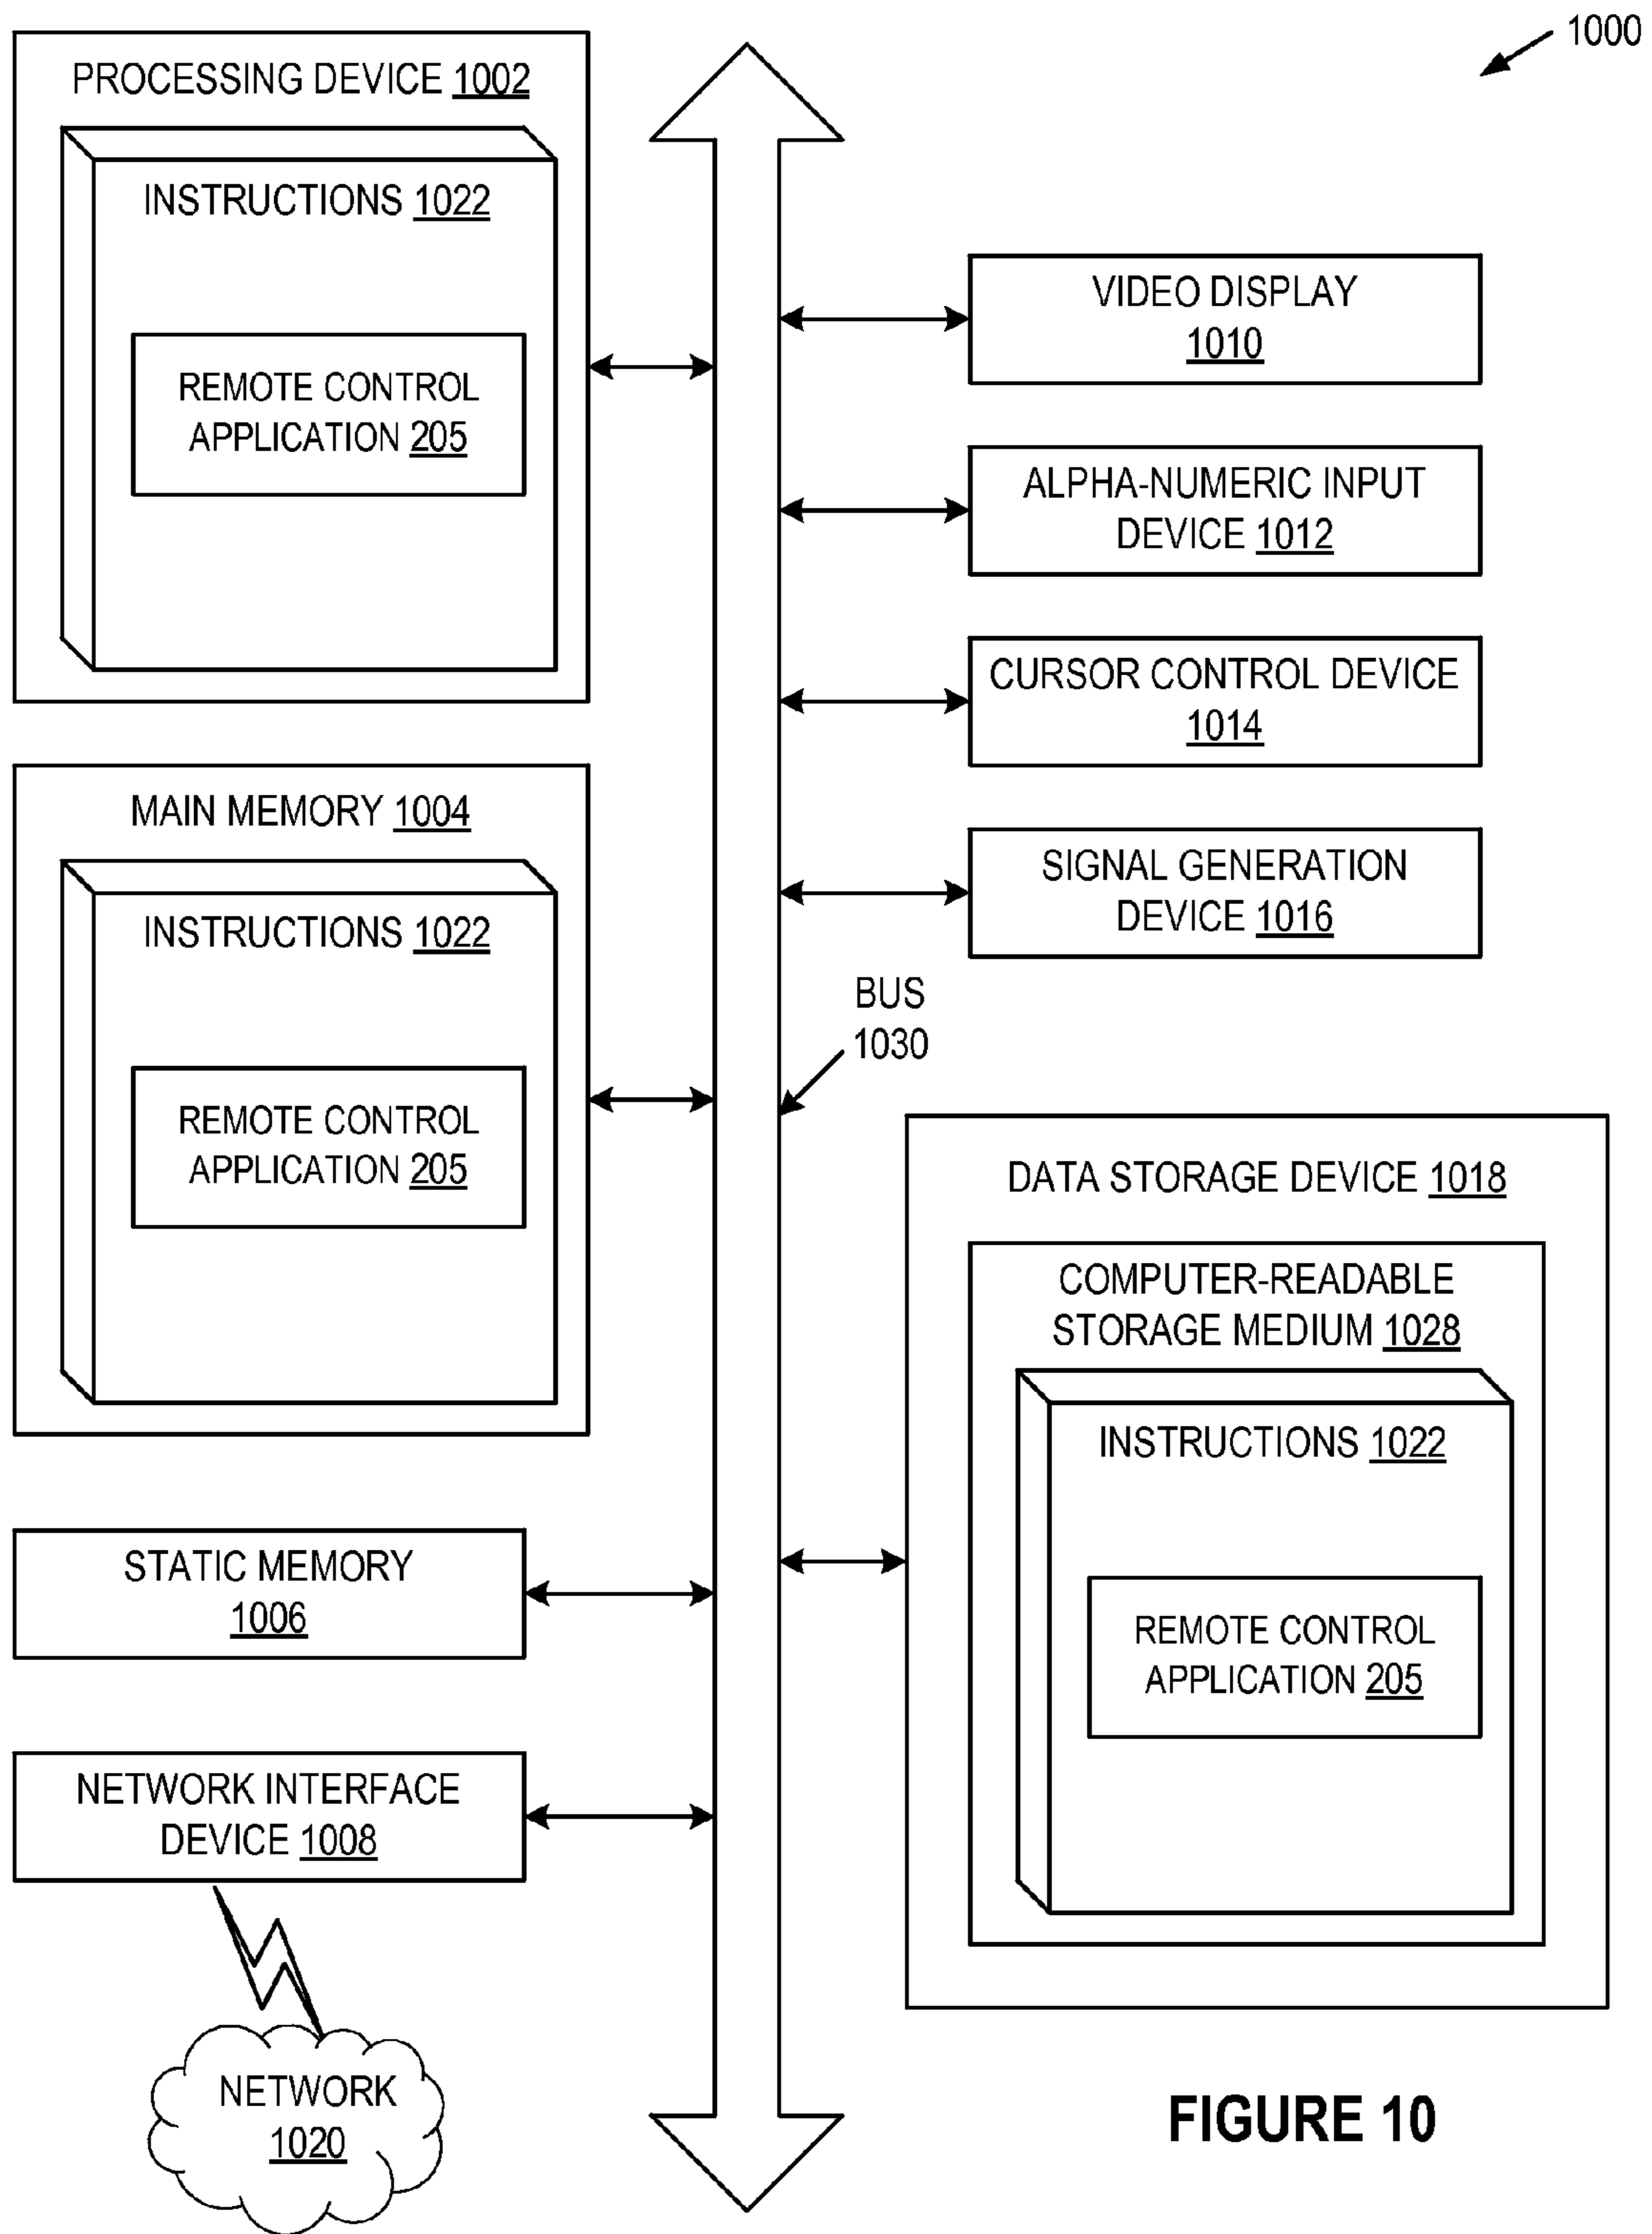 1000
PROCESSING DEVICE 1002
INSTRUCTIONS 1022
REMOTE CONTROL
APPLICATION 205
MAIN MEMORY 1004
INSTRUCTIONS 1022
REMOTE CONTROL
APPLICATION 205
STATIC MEMORY
1006
NETWORK INTERFACE
DEVICE 1008
NETWORK
1020
VIDEO DISPLAY
1010
ALPHA-NUMERIC INPUT
DEVICE 1012
CURSOR CONTROL DEVICE
1014
SIGNAL GENERATION
DEVICE 1016
BUS
1030
DATA STORAGE DEVICE 1018
COMPUTER-READABLE
STORAGE MEDIUM 1028
INSTRUCTIONS 1022
REMOTE CONTROL
APPLICATION 205
FIGURE 10